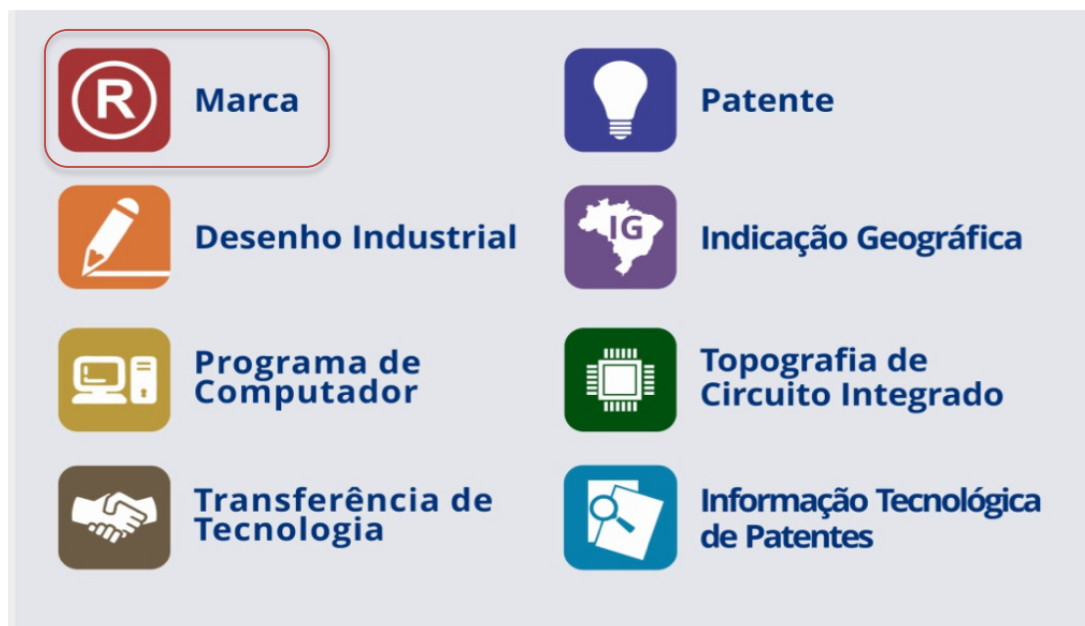 R
Marca
Patente
Desenho Industrial
IG
Indicação Geográfica
Programa de
Computador
Topografia de
Circuito Integrado
Transferência de
Tecnologia
Informação Tecnológica
de Patentes